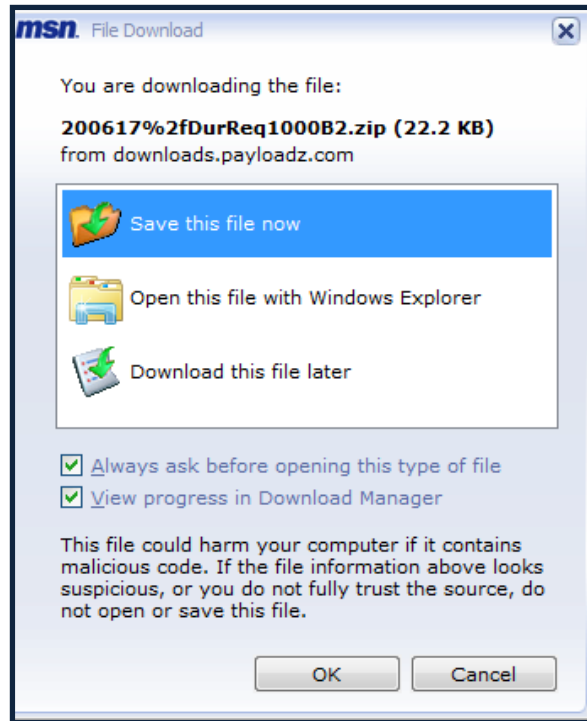 msn. File Download
You are downloading the file:
200617%2fDurReq1000B2.zip (22.2 KB)
from downloads.payloadz.com
Save this file now
Open this file with Windows Explorer
Download this file later
Always ask before opening this type of file
View progress in Download Manager
This file could harm your computer if it contains
malicious code. If the file information above looks
suspicious, or you do not fully trust the source, do
not open or save this file.
OK Cancel